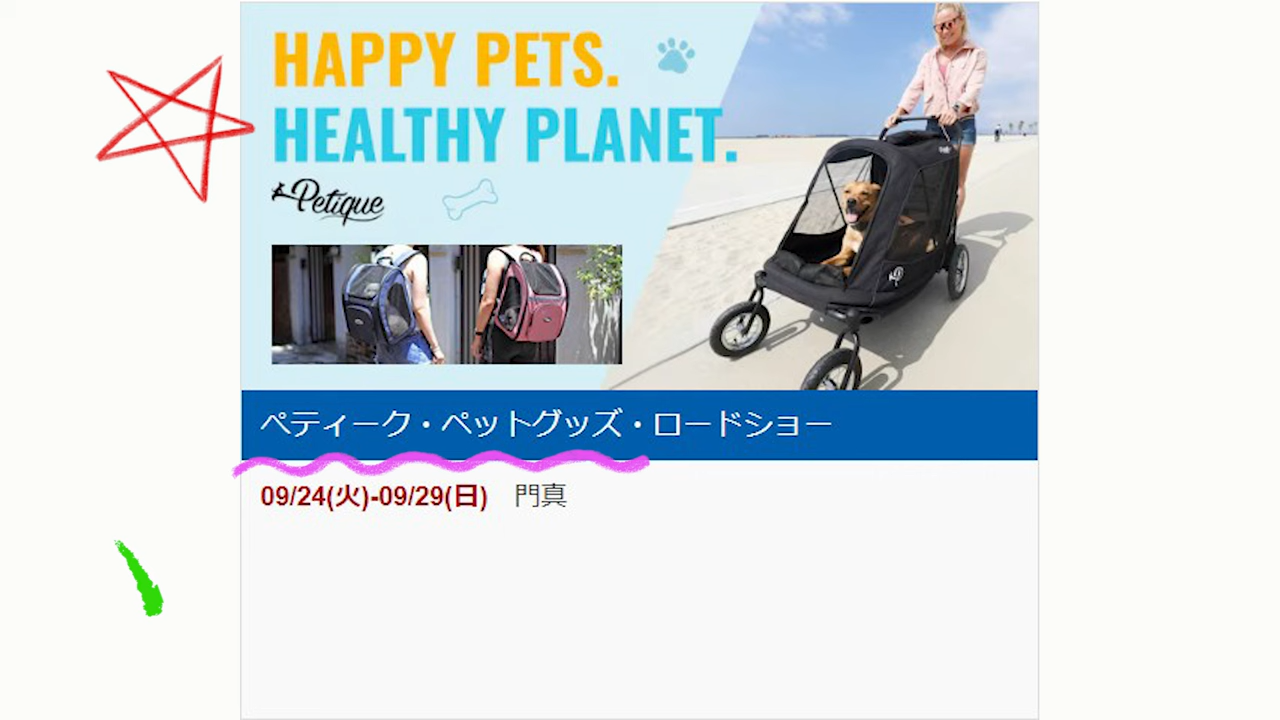 HAPPY PETS.
HEALTHY PLANET.
Petique
ペティーク・ペットグッズ・ロードショー
09/24(火)-09/29(日) 門真